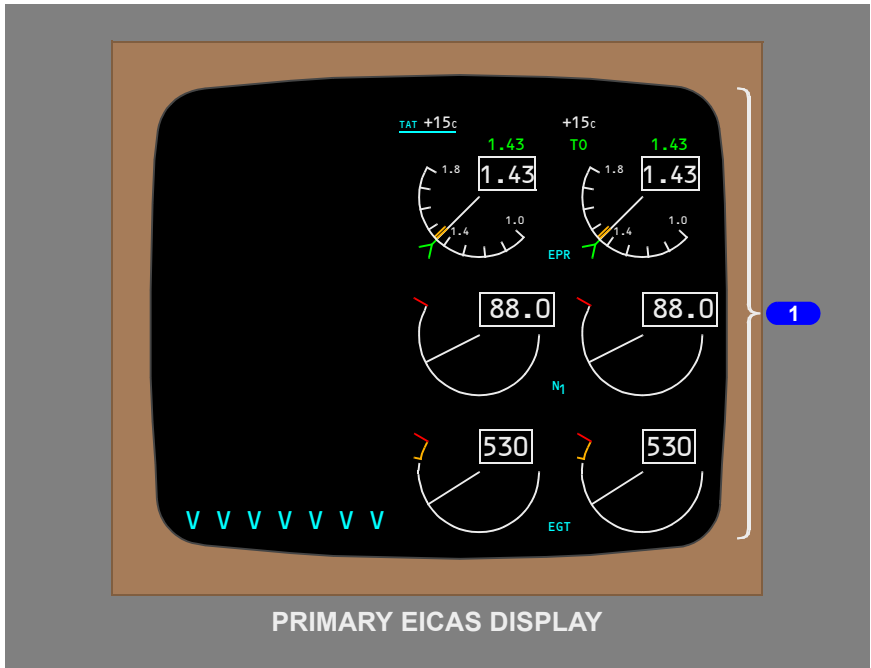 TAT +15c +15c
1.43 TO 1.43
1.43 1.43
1.8 1.8
1.0 1.0
1.4 1.4
EPR
88.0 88.0
1
N1
530 530
V V V V V V V
EGT
PRIMARY EICAS DISPLAY